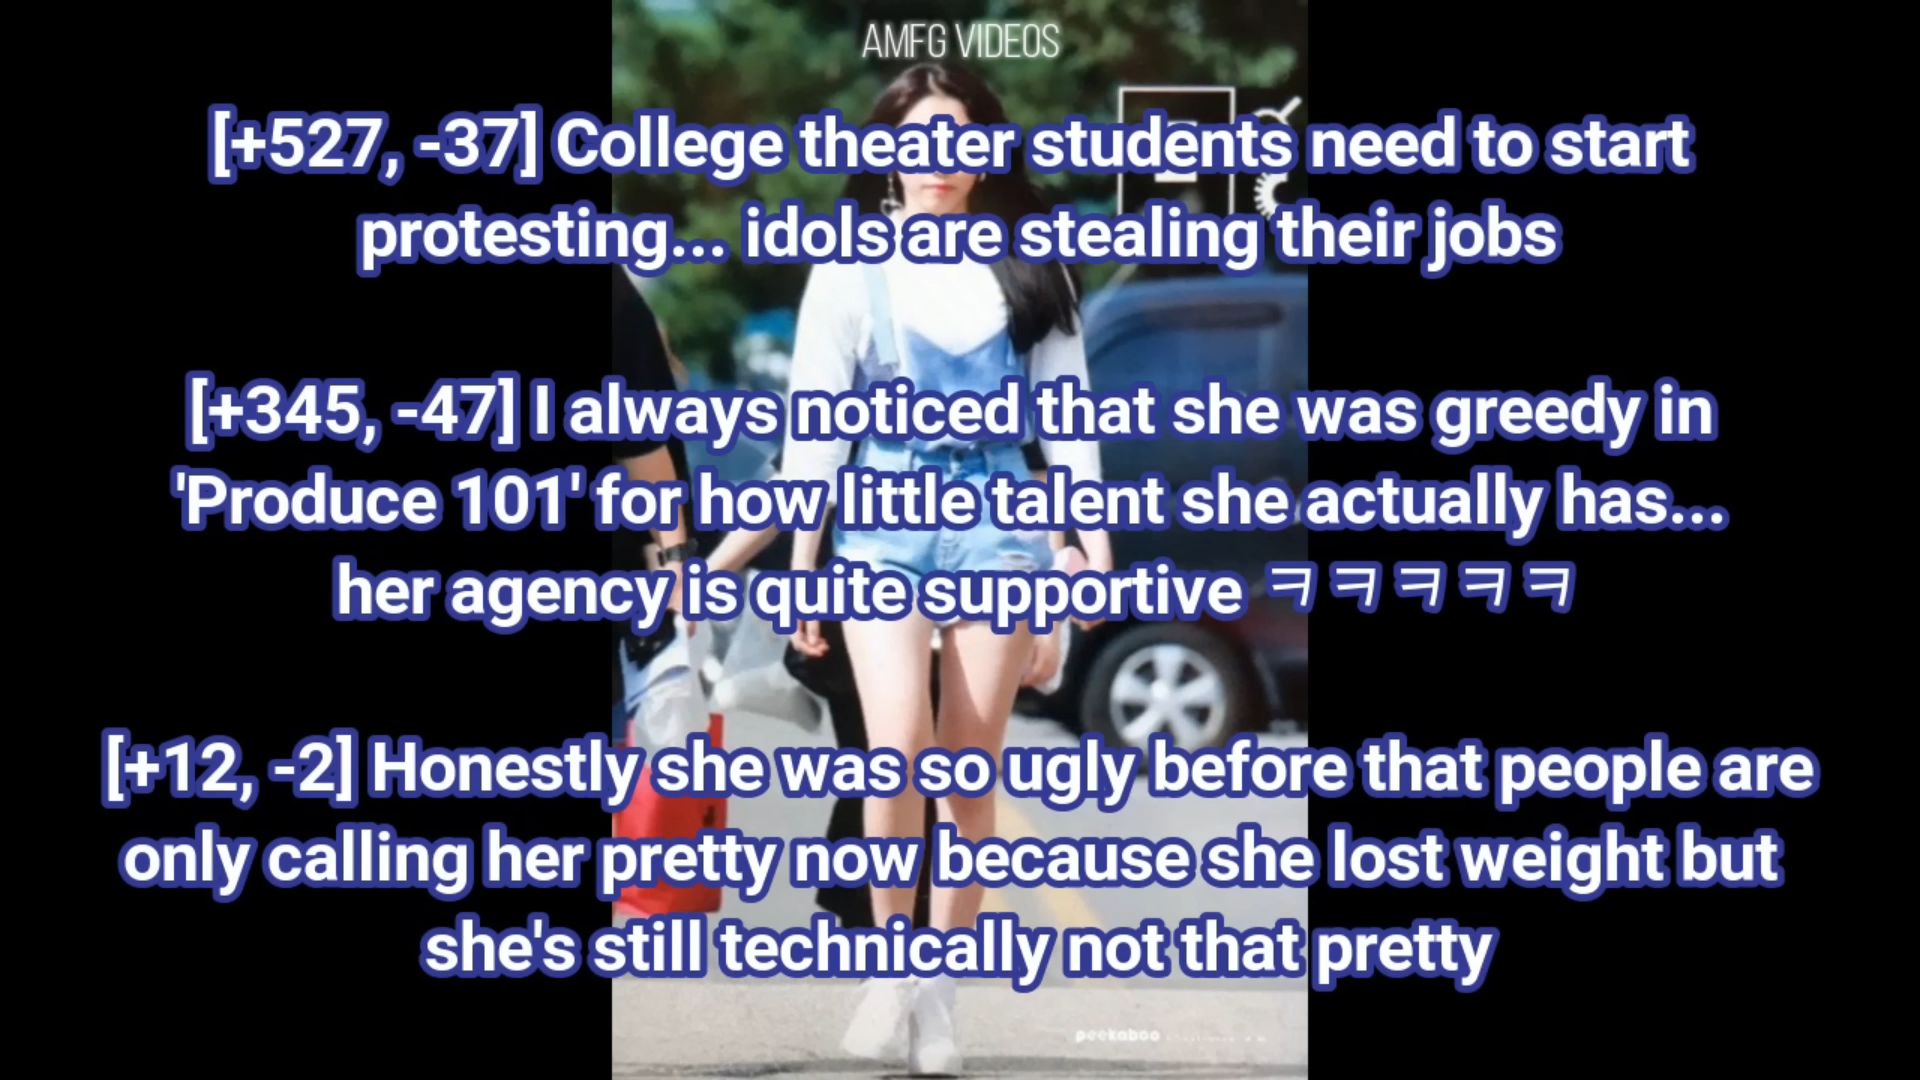 AMFG VIDEOS
[+527, -37] College theater students need to start
protesting... idols are stealing their jobs
[+345, -47] I always noticed that she was greedy in
'Produce 101' for how little talent she actually has...
her agency is quite supportive ㅋㅋㅋㅋㅋ
[+12, -2] Honestly she was so ugly before that people are
only calling her pretty now because she lost weight but
she's still technically not that pretty
peekaboo